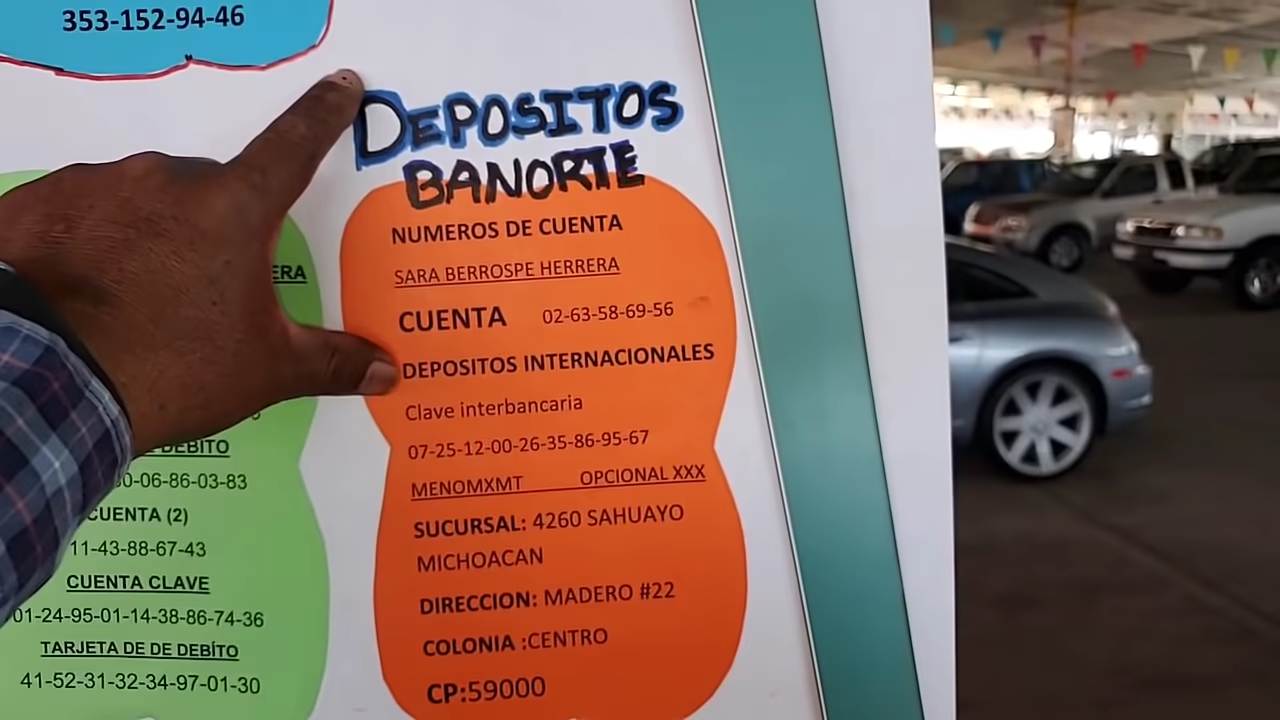 353-152-94-46
DEPOSITOS
BANORTE
NUMEROS DE CUENTA
SARA BERROSPE HERRERA
CUENTA 02-63-58-69-56
DEPOSITOS INTERNACIONALES
Clave interbancaria
07-25-12-00-26-35-86-95-67
MENOMXMT OPCIONAL XXX
SUCURSAL: 4260 SAHUAYO
MICHOACAN
DIRECCION: MADERO #22
COLONIA :CENTRO
CP:59000
ERA
DEBITO
0-06-86-03-83
CUENTA (2)
11-43-88-67-43
CUENTA CLAVE
01-24-95-01-14-38-86-74-36
TARJETA DE DE DEBÍTO
41-52-31-32-34-97-01-30